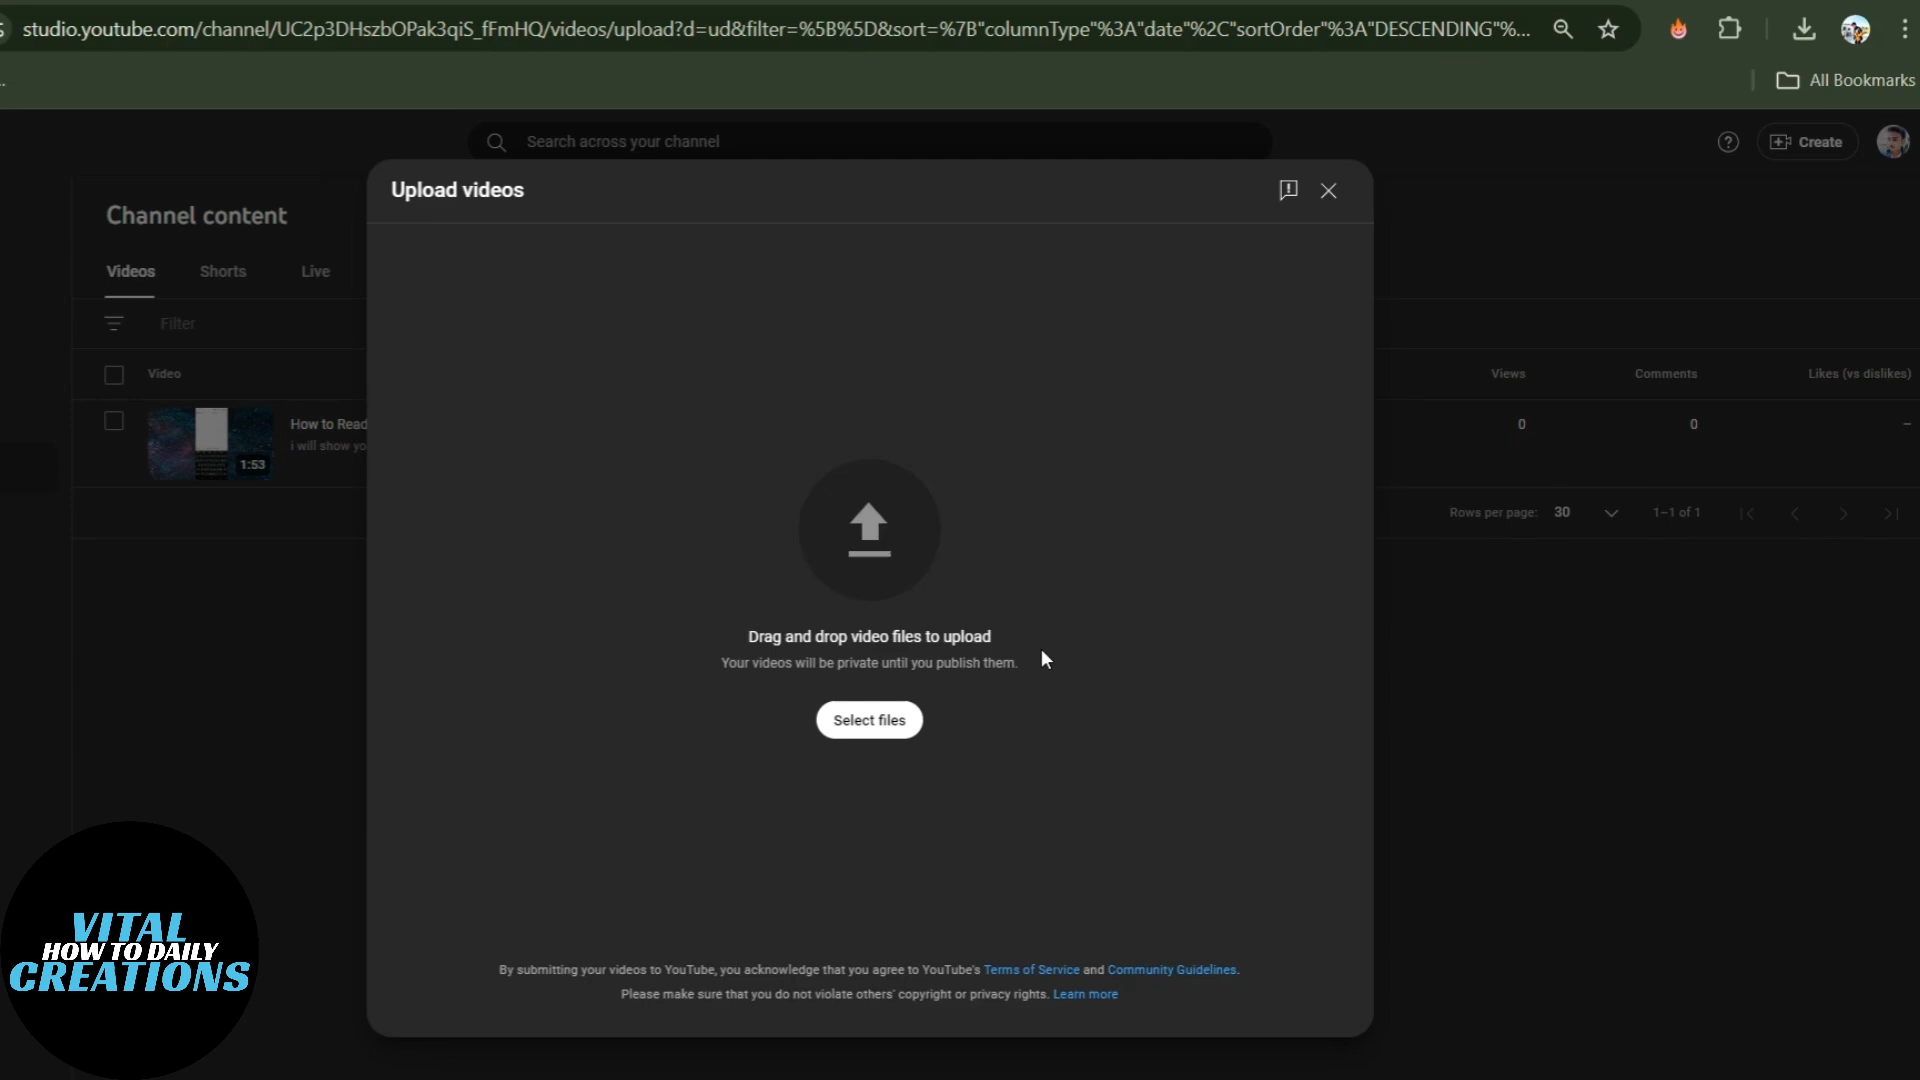 studio.youtube.com/channel/UC2p3DHszbOPak3qiS_fFmHQ/videos/upload?d=ud&filter=%5B%5D&sort=%7B"columnType"%3A"date"%2C"sortOrder"%3A"DESCENDING"%...
All Bookmarks
Search across your channel
Create
Upload videos
Channel content
Videos Shorts Live
Filter
Video Views Comments Likes (vs dislikes)
How to Read 0 0 –
i will show yo
1:53
Rows per page: 30 1–1 of 1
Drag and drop video files to upload
Your videos will be private until you publish them.
Select files
By submitting your videos to YouTube, you acknowledge that you agree to YouTube's Terms of Service and Community Guidelines.
Please make sure that you do not violate others' copyright or privacy rights. Learn more
VITAL
HOW TO DAILY
CREATIONS